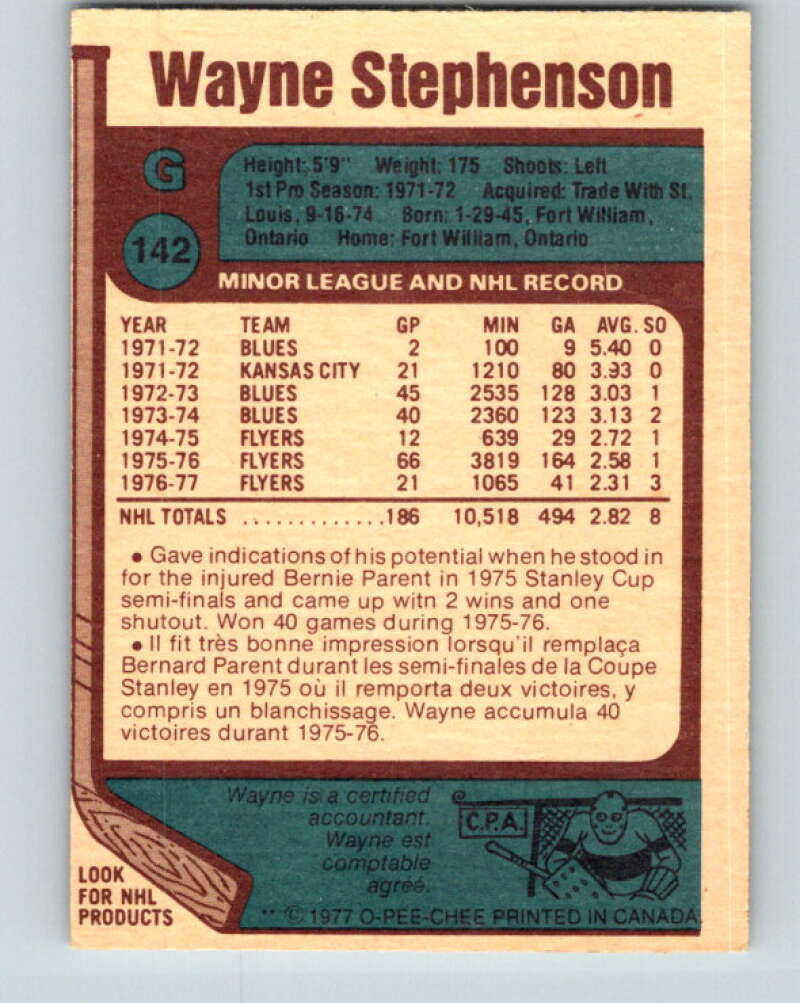 Wayne Stephenson
G
142
Height: 5'9" Weight: 175 Shoots: Left
1st Pro Season: 1971-72 Acquired: Trade With St.
Louis, 9-16-74 Born: 1-29-45, Fort William,
Ontario Home: Fort William, Ontario
MINOR LEAGUE AND NHL RECORD
YEAR TEAM GP MIN GA AVG. SO
1971-72 BLUES 2 100 9 5.40 0
1971-72 KANSAS CITY 21 1210 80 3.93 0
1972-73 BLUES 45 2535 128 3.03 1
1973-74 BLUES 40 2360 123 3.13 2
1974-75 FLYERS 12 639 29 2.72 1
1975-76 FLYERS 66 3819 164 2.58 1
1976-77 FLYERS 21 1065 41 2.31 3
NHL TOTALS .............186 10,518 494 2.82 8
• Gave indications of his potential when he stood in
for the injured Bernie Parent in 1975 Stanley Cup
semi-finals and came up witn 2 wins and one
shutout. Won 40 games during 1975-76.
• Il fit très bonne impression lorsqu'il remplaça
Bernard Parent durant les semi-finales de la Coupe
Stanley en 1975 où il remporta deux victoires, y
compris un blanchissage. Wayne accumula 40
victoires durant 1975-76.
Wayne is a certified
accountant.
Wayne est
comptable
agréé.
C.P.A.
LOOK
FOR NHL
PRODUCTS
** © 1977 O-PEE-CHEE PRINTED IN CANADA